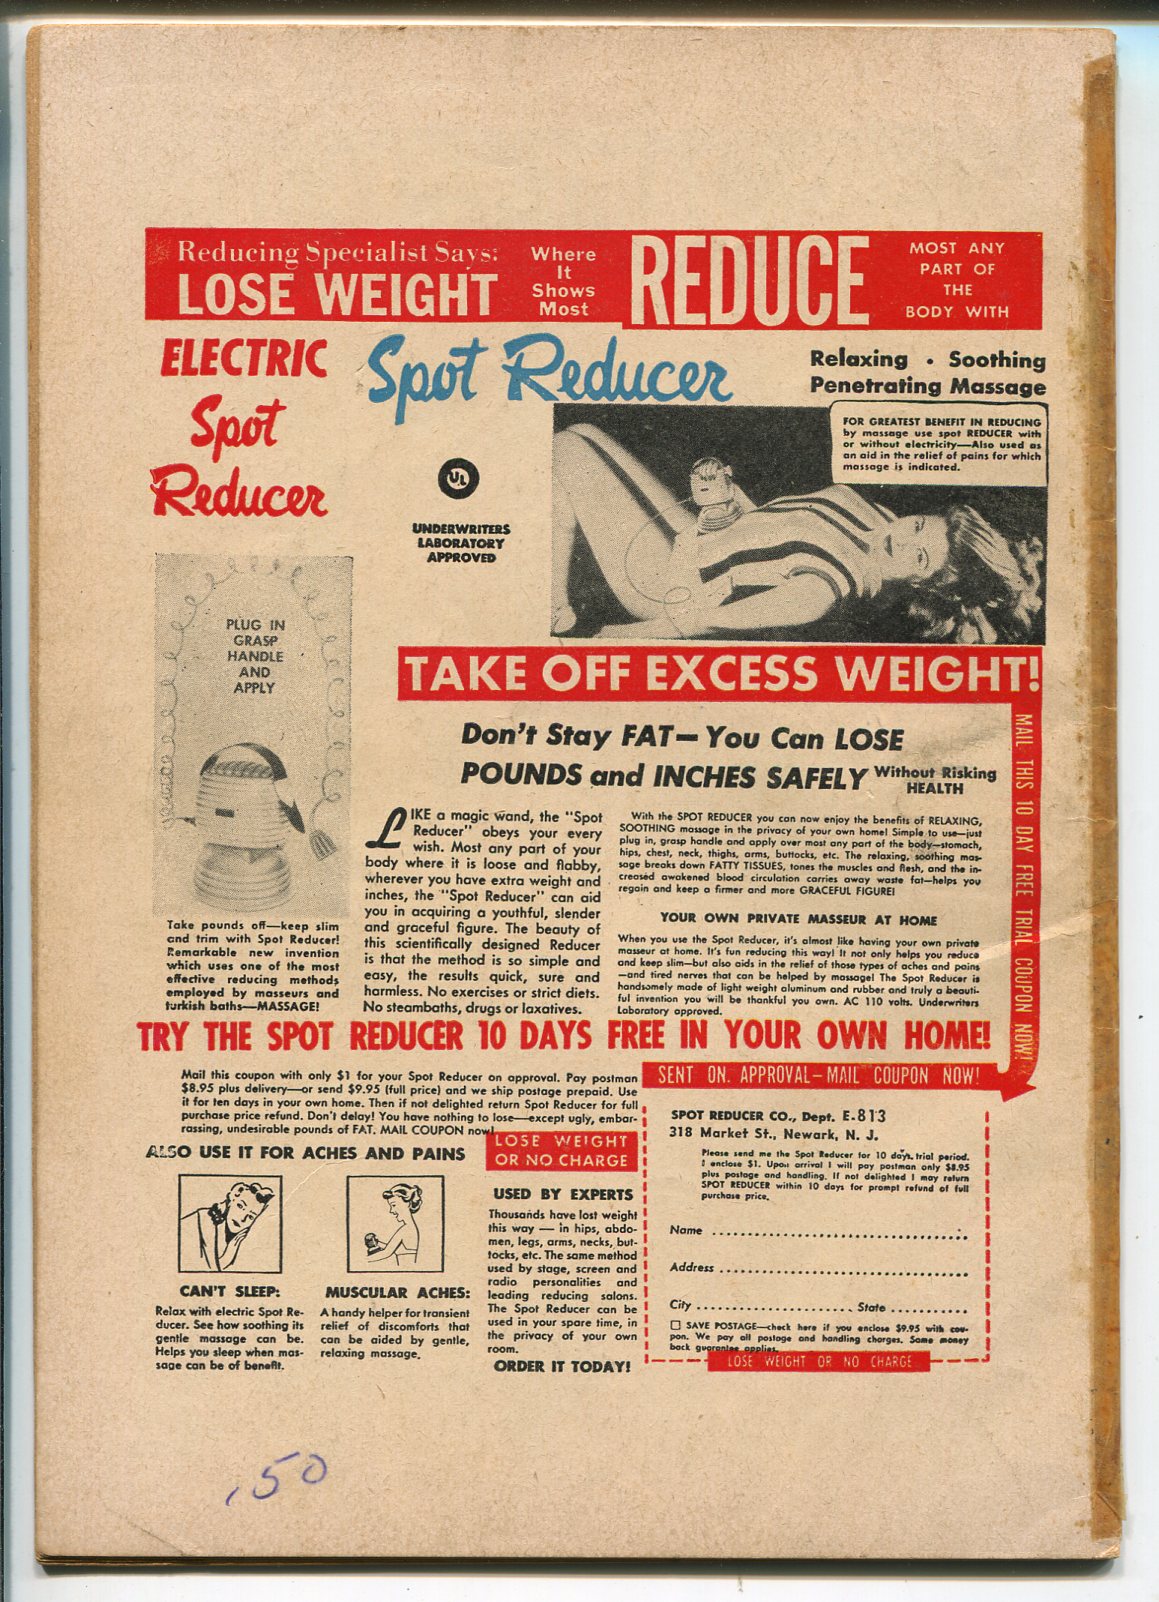 Reducing Specialist Says:
LOSE WEIGHT
Where
It
Shows
Most
REDUCE
MOST ANY
PART OF
THE
BODY WITH
ELECTRIC
Spot
Reducer
Spot Reducer
Relaxing • Soothing
Penetrating Massage
UL
UNDERWRITERS
LABORATORY
APPROVED
FOR GREATEST BENEFIT IN REDUCING
by massage use spot REDUCER with
or without electricity—Also used as
an aid in the relief of pains for which
massage is indicated.
PLUG IN
GRASP
HANDLE
AND
APPLY
Take pounds off—keep slim
and trim with Spot Reducer!
Remarkable new invention
which uses one of the most
effective reducing methods
employed by masseurs and
turkish baths—MASSAGE!
TAKE OFF EXCESS WEIGHT!
Don't Stay FAT—You Can LOSE
POUNDS and INCHES SAFELY Without Risking
HEALTH
LIKE a magic wand, the "Spot
Reducer" obeys your every
wish. Most any part of your
body where it is loose and flabby,
wherever you have extra weight and
inches, the "Spot Reducer" can aid
you in acquiring a youthful, slender
and graceful figure. The beauty of
this scientifically designed Reducer
is that the method is so simple and
easy, the results quick, sure and
harmless. No exercises or strict diets.
No steambaths, drugs or laxatives.
With the SPOT REDUCER you can now enjoy the benefits of RELAXING,
SOOTHING massage in the privacy of your own home! Simple to use—just
plug in, grasp handle and apply over most any part of the body—stomach,
hips, chest, neck, thighs, arms, buttocks, etc. The relaxing, soothing mas-
sage breaks down FATTY TISSUES, tones the muscles and flesh, and the in-
creased awakened blood circulation carries away waste fat—helps you
regain and keep a firmer and more GRACEFUL FIGURE!
YOUR OWN PRIVATE MASSEUR AT HOME
When you use the Spot Reducer, it's almost like having your own private
masseur at home. It's fun reducing this way! It not only helps you reduce
and keep slim—but also aids in the relief of those types of aches and pains
—and tired nerves that can be helped by massage! The Spot Reducer is
handsomely made of light weight aluminum and rubber and truly a beauti-
ful invention you will be thankful you own. AC 110 volts. Underwriters
Laboratory approved.
MAIL THIS 10 DAY FREE TRIAL COUPON NOW!
TRY THE SPOT REDUCER 10 DAYS FREE IN YOUR OWN HOME!
Mail this coupon with only $1 for your Spot Reducer on approval. Pay postman
$8.95 plus delivery—or send $9.95 (full price) and we ship postage prepaid. Use
it for ten days in your own home. Then if not delighted return Spot Reducer for full
purchase price refund. Don't delay! You have nothing to lose—except ugly, embar-
rassing, undesirable pounds of FAT. MAIL COUPON now!
ALSO USE IT FOR ACHES AND PAINS
CAN'T SLEEP:
Relax with electric Spot Re-
ducer. See how soothing its
gentle massage can be.
Helps you sleep when mas-
sage can be of benefit.
MUSCULAR ACHES:
A handy helper for transient
relief of discomforts that
can be aided by gentle,
relaxing massage.
LOSE WEIGHT
OR NO CHARGE
USED BY EXPERTS
Thousands have lost weight
this way — in hips, abdo-
men, legs, arms, necks, but-
tocks, etc. The same method
used by stage, screen and
radio personalities and
leading reducing salons.
The Spot Reducer can be
used in your spare time, in
the privacy of your own
room.
ORDER IT TODAY!
SENT ON. APPROVAL—MAIL COUPON NOW!
SPOT REDUCER CO., Dept. E-813
318 Market St., Newark, N. J.
Please send me the Spot Reducer for 10 days, trial period.
I enclose $1. Upon arrival I will pay postman only $8.95
plus postage and handling. If not delighted I may return
SPOT REDUCER within 10 days for prompt refund of full
purchase price.
Name
Address
City State
☐ SAVE POSTAGE—check here if you enclose $9.95 with cou-
pon. We pay all postage and handling charges. Same money
back guarantee applies.
LOSE WEIGHT OR NO CHARGE
.50